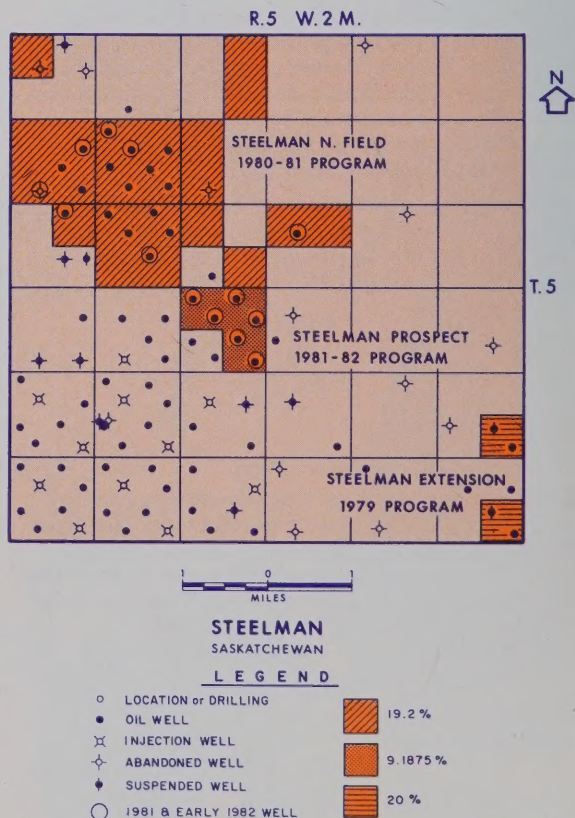 R.5 W.2 M.
N
STEELMAN N. FIELD
1980-81 PROGRAM
T.5
STEELMAN PROSPECT
1981-82 PROGRAM
STEELMAN EXTENSION
1979 PROGRAM
1 0 1
MILES
STEELMAN
SASKATCHEWAN
LEGEND
LOCATION or DRILLING
OIL WELL
INJECTION WELL
ABANDONED WELL
SUSPENDED WELL
1981 & EARLY 1982 WELL
19.2 %
9.1875 %
20 %